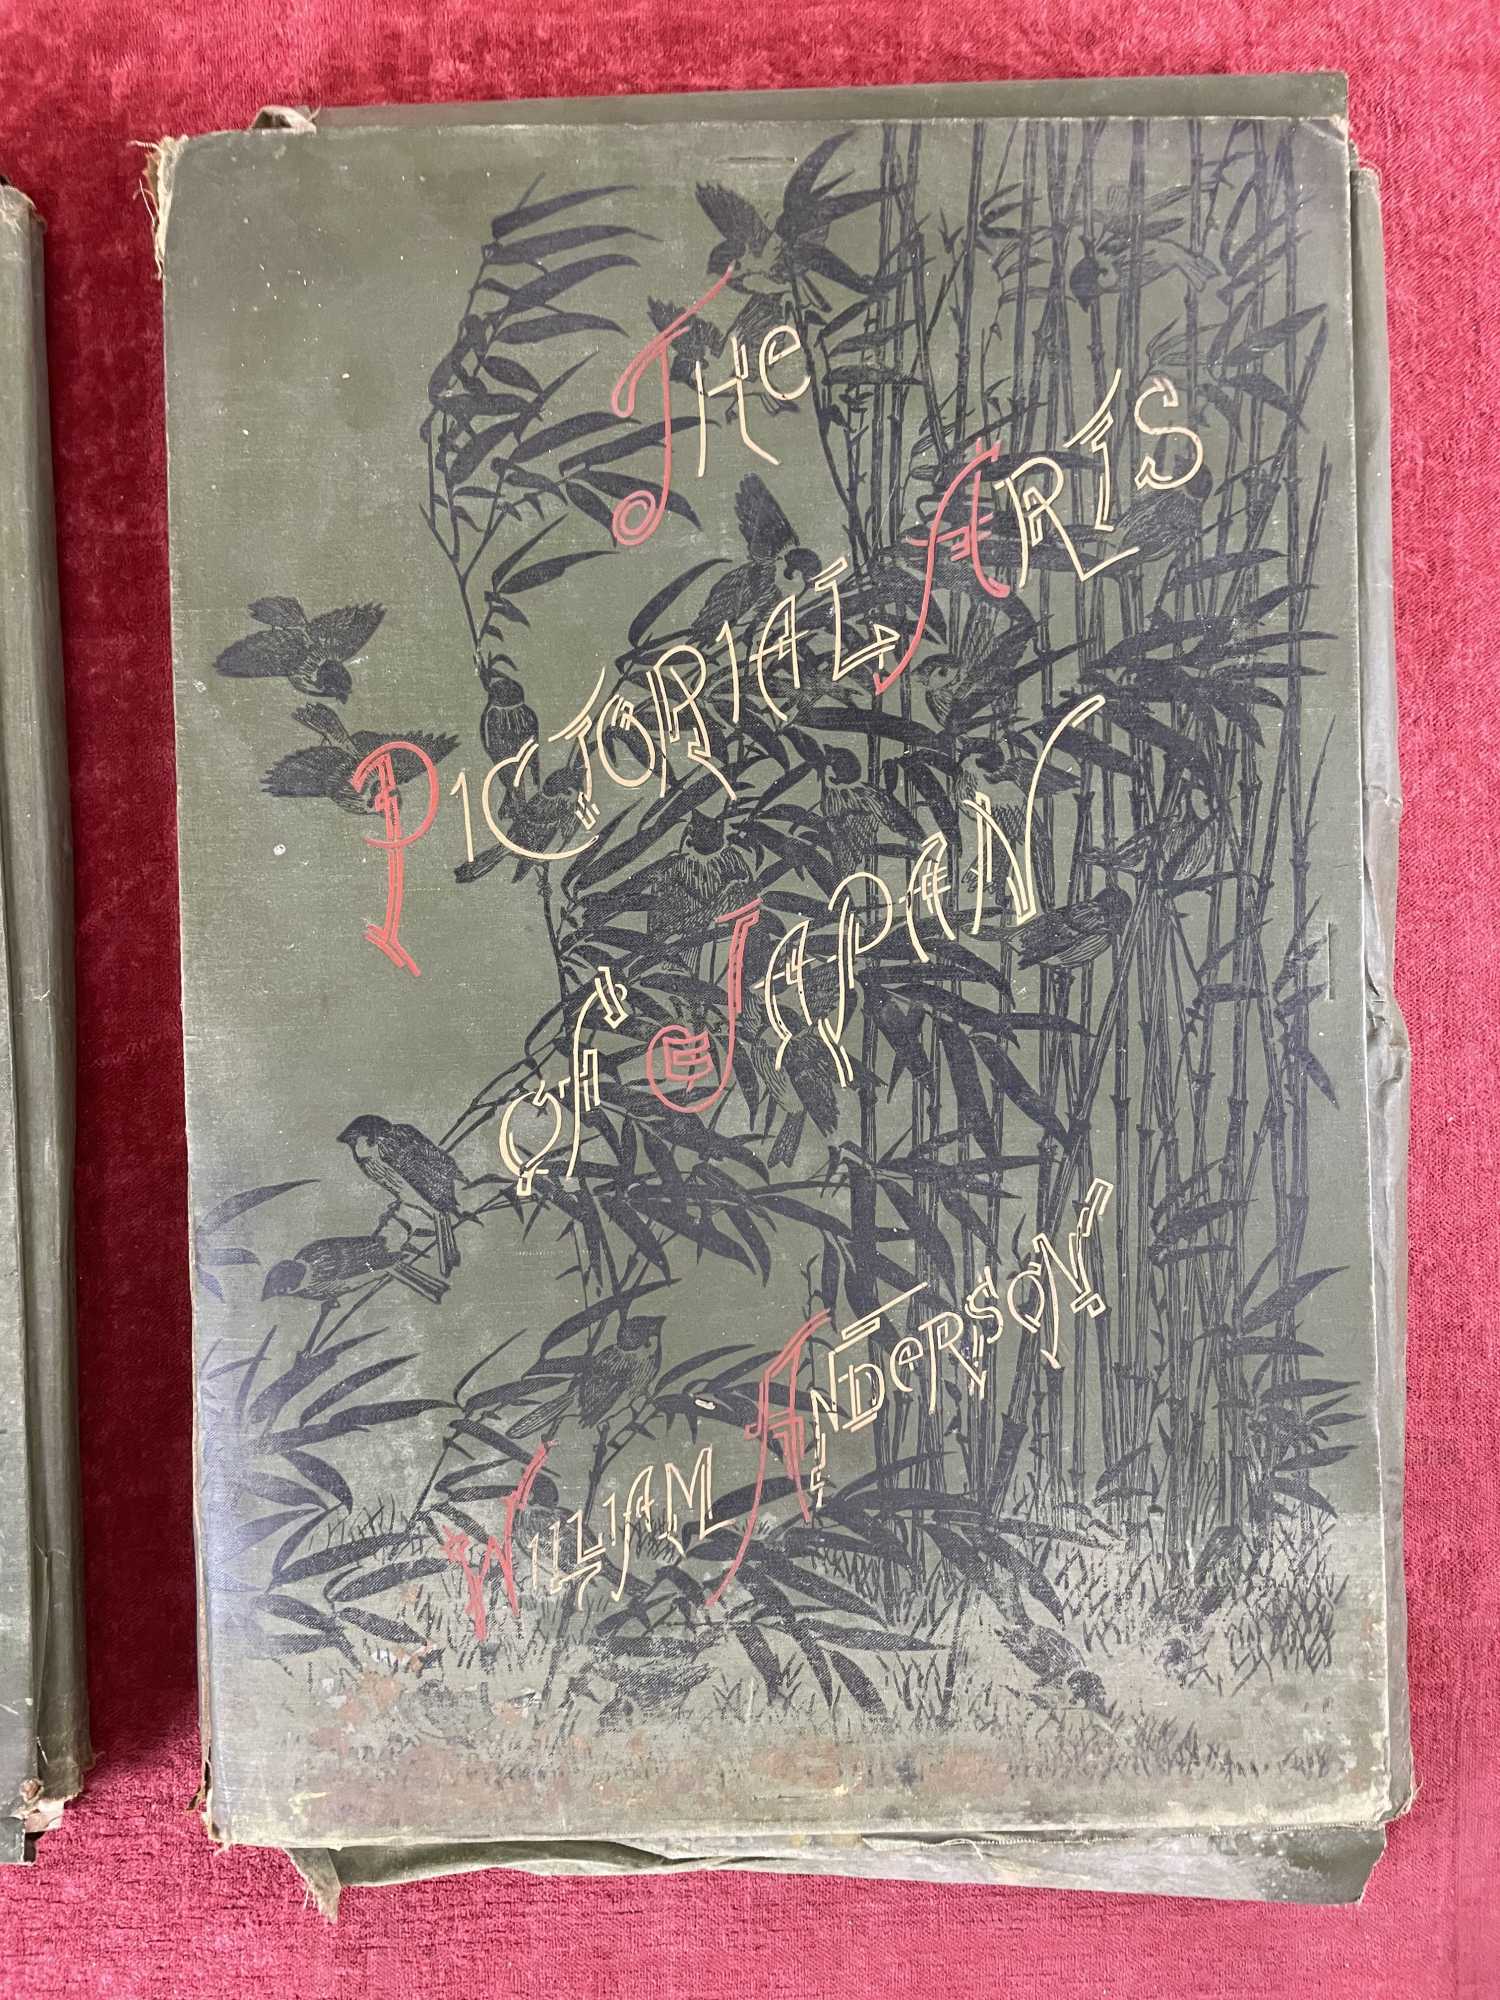 The
Pictorial Arts
of Japan
William Anderson